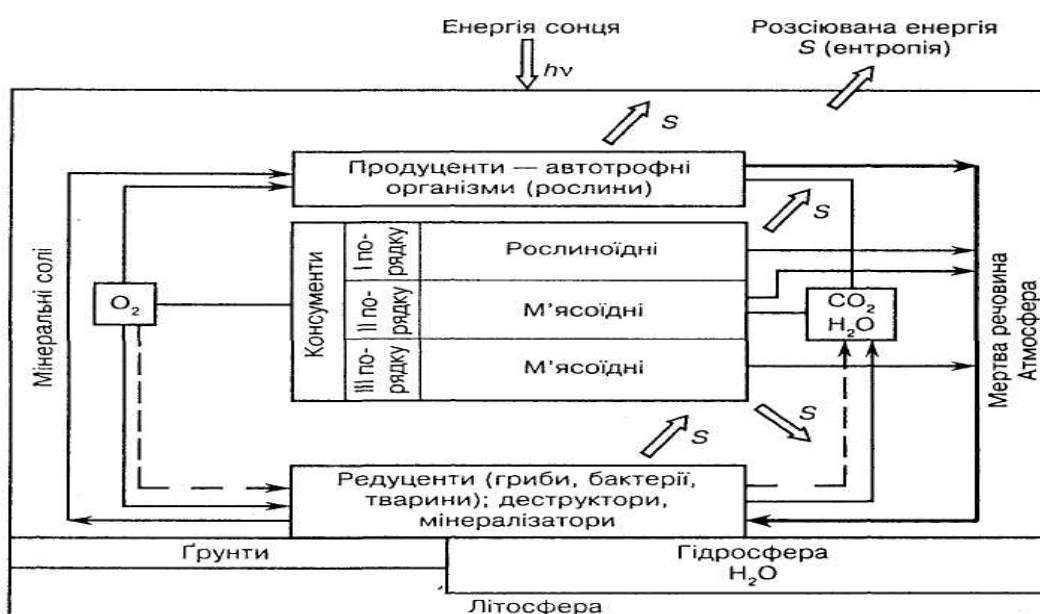 Енергія сонця
hν
Розсіювана енергія
S (ентропія)
S
Продуценти — автотрофні
організми (рослини)
S
Мінеральні солі
O₂
Консументи
І по-
рядку
Рослиноїдні
ІІ по-
рядку
М'ясоїдні
ІІІ по-
рядку
М'ясоїдні
CO₂
H₂O
Мертва речовина
Атмосфера
S
S
Редуценти (гриби, бактерії,
тварини); деструктори,
мінералізатори
Ґрунти
Гідросфера
H₂O
Літосфера